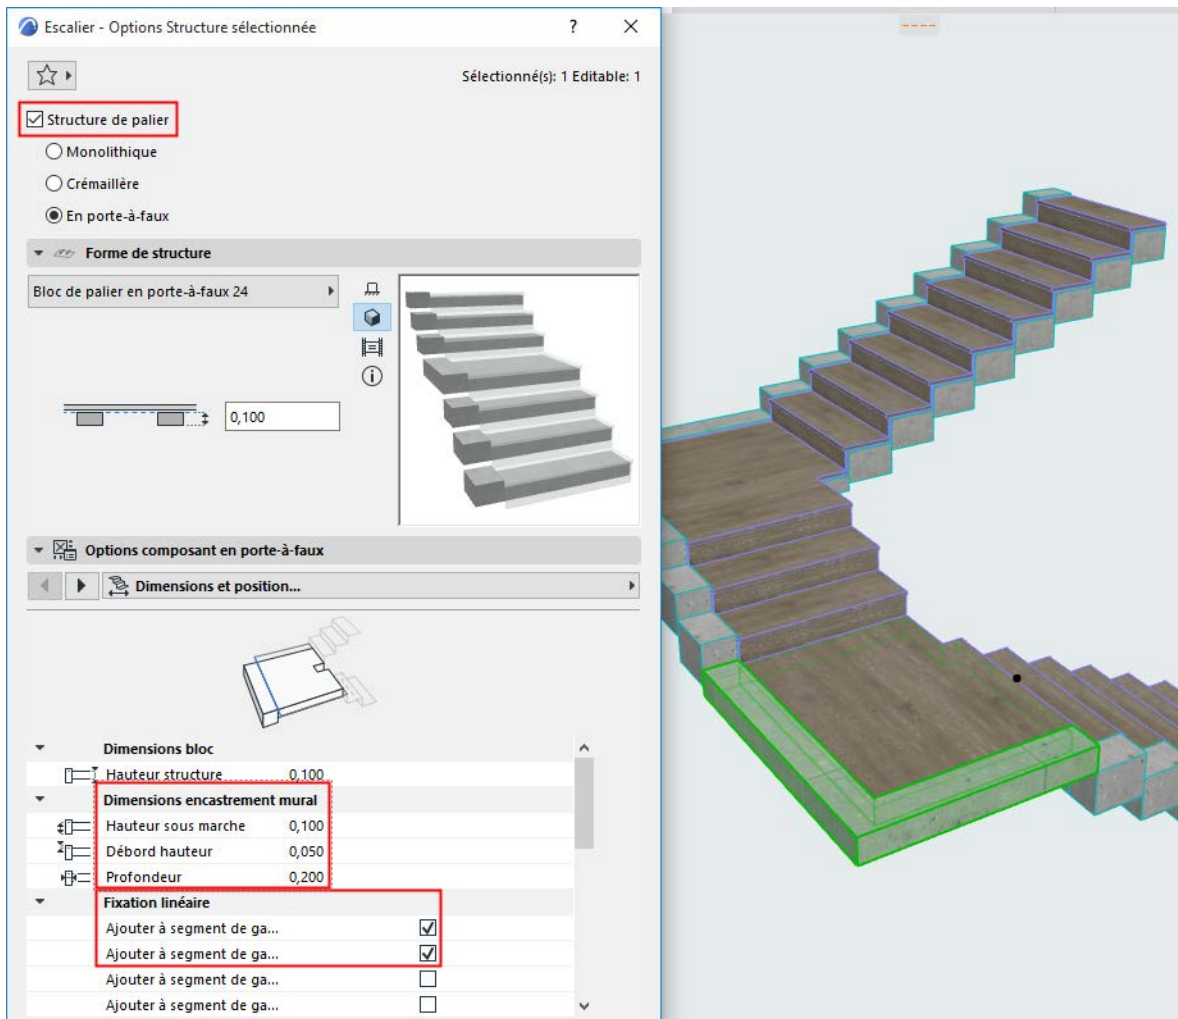 Escalier - Options Structure sélectionnée
?
Sélectionné(s): 1 Editable: 1
Structure de palier
Monolithique
Crémaillère
En porte-à-faux
Forme de structure
Bloc de palier en porte-à-faux 24
0,100
Options composant en porte-à-faux
Dimensions et position...
Dimensions bloc
Hauteur structure 0,100
Dimensions encastrement mural
Hauteur sous marche 0,100
Débord hauteur 0,050
Profondeur 0,200
Fixation linéaire
Ajouter à segment de ga...
Ajouter à segment de ga...
Ajouter à segment de ga...
Ajouter à segment de ga...